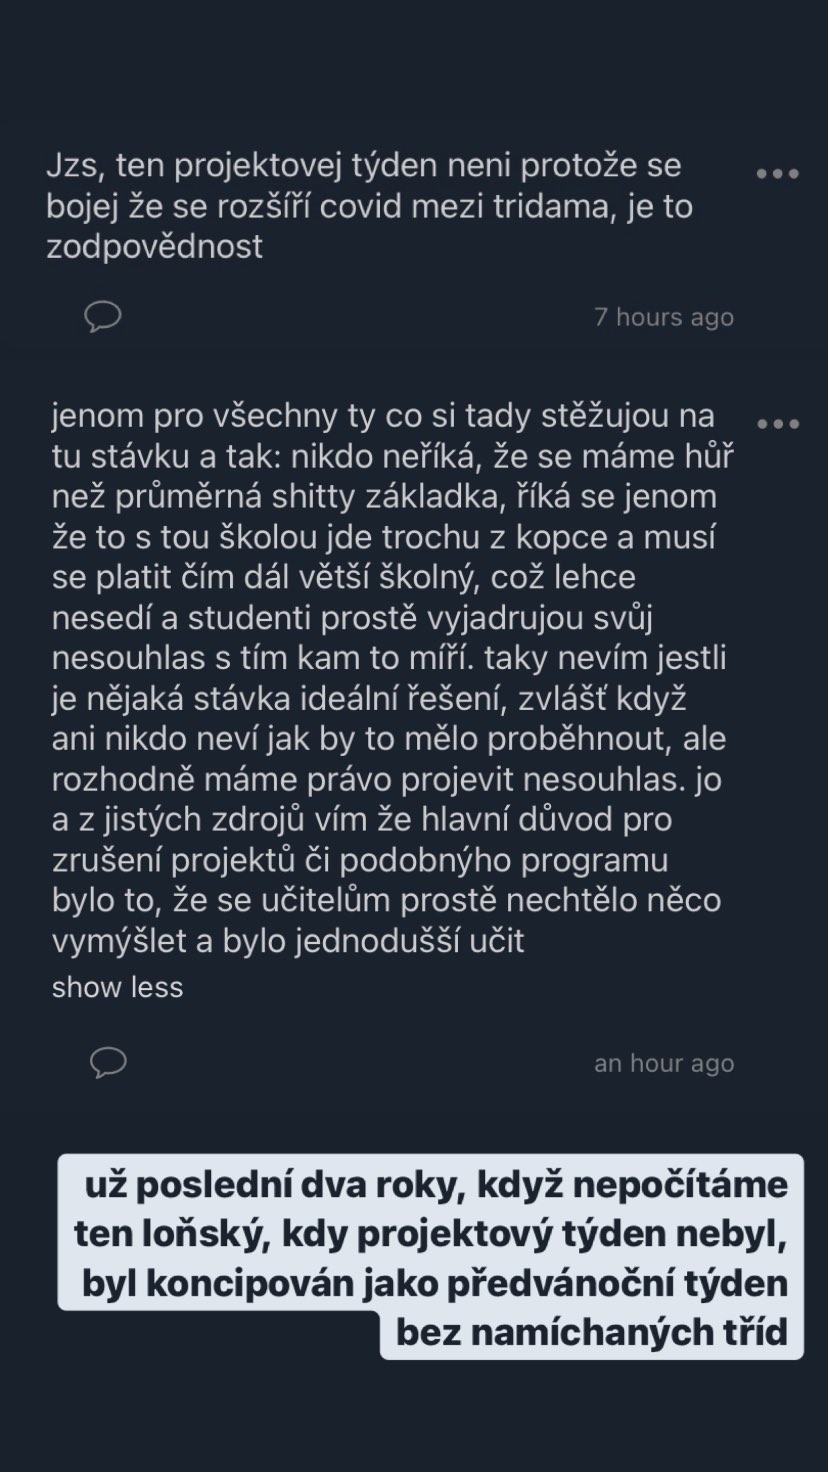 Jzs, ten projektovej týden neni protože se
bojej že se rozšíří covid mezi tridama, je to
zodpovědnost
7 hours ago
jenom pro všechny ty co si tady stěžujou na
tu stávku a tak: nikdo neříká, že se máme hůř
než průměrná shitty základka, říká se jenom
že to s tou školou jde trochu z kopce a musí
se platit čím dál větší školný, což lehce
nesedí a studenti prostě vyjadrujou svůj
nesouhlas s tím kam to míří. taky nevím jestli
je nějaká stávka ideální řešení, zvlášť když
ani nikdo neví jak by to mělo proběhnout, ale
rozhodně máme právo projevit nesouhlas. jo
a z jistých zdrojů vím že hlavní důvod pro
zrušení projektů či podobnýho programu
bylo to, že se učitelům prostě nechtělo něco
vymýšlet a bylo jednodušší učit
show less
an hour ago
už poslední dva roky, když nepočítáme
ten loňský, kdy projektový týden nebyl,
byl koncipován jako předvánoční týden
bez namíchaných tříd